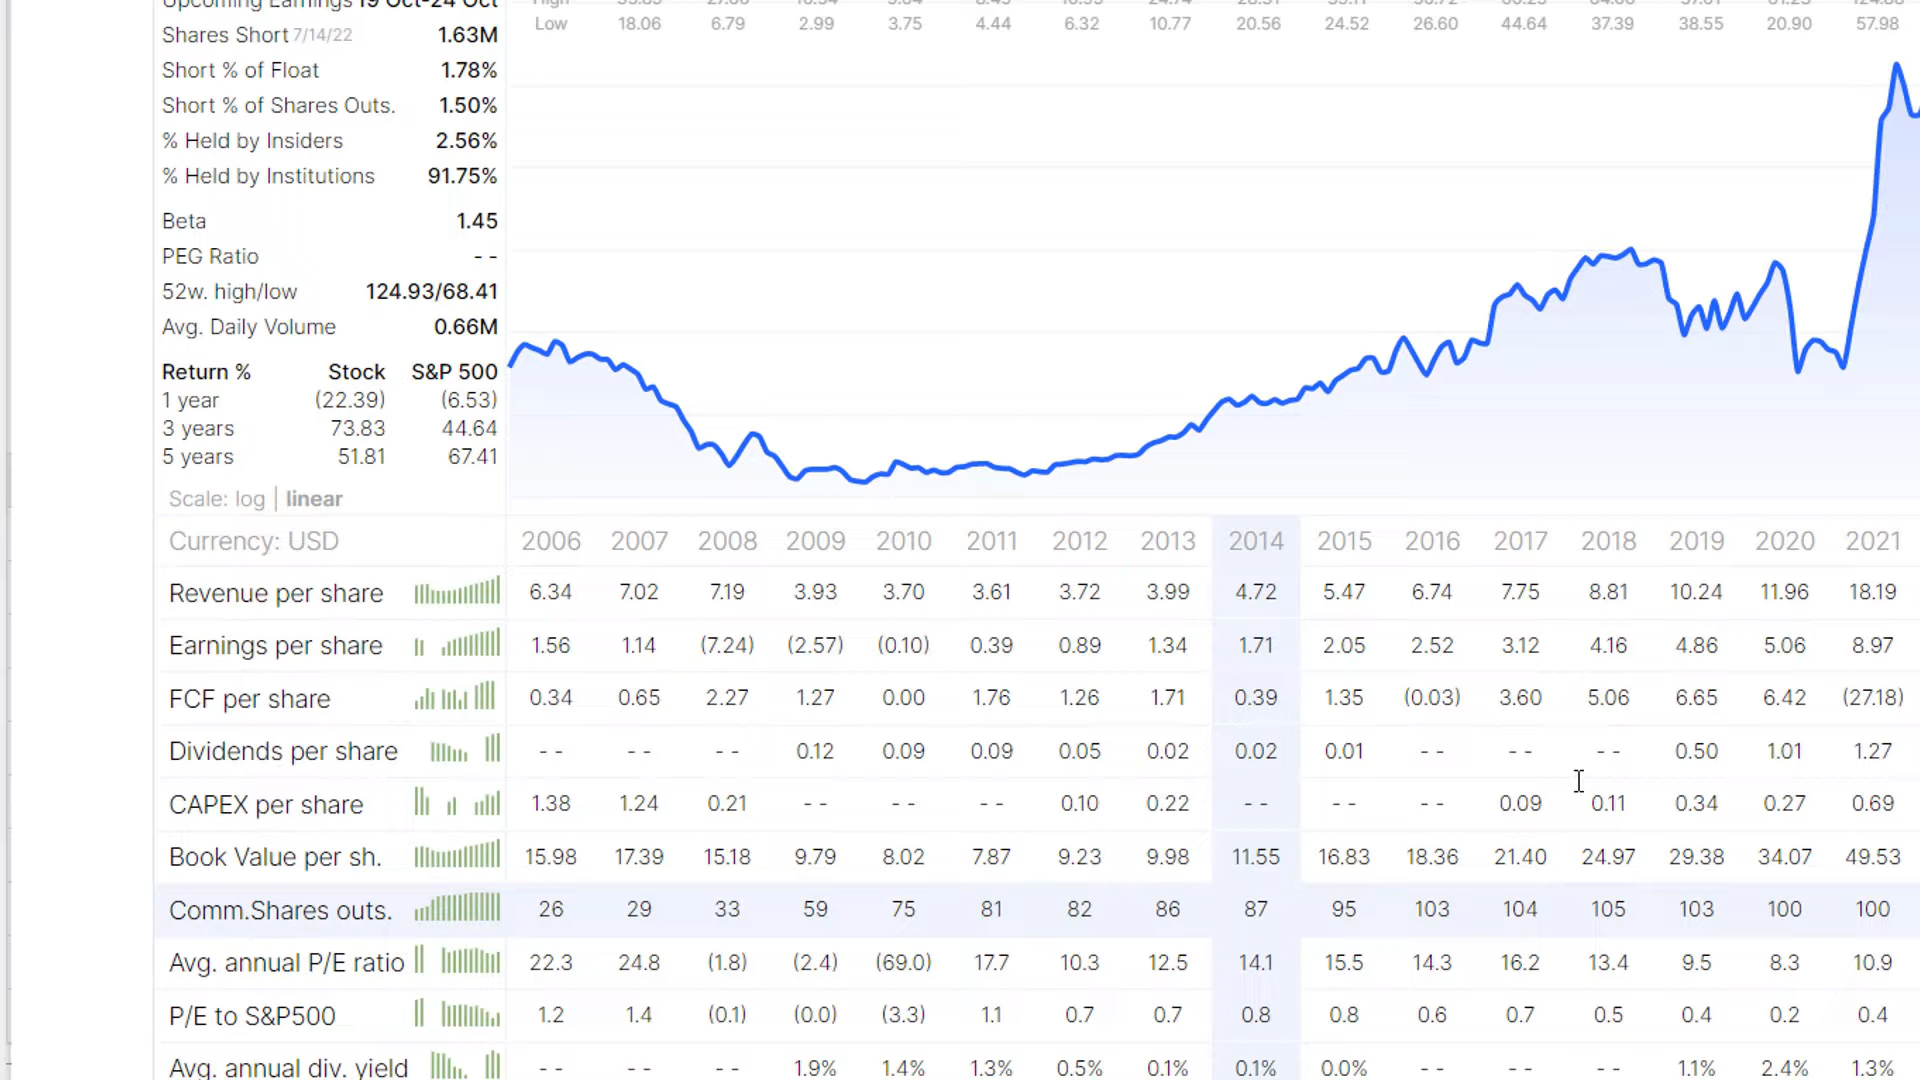 Upcoming Earnings 19 Oct-24 Oct
Low 18.06 6.79 2.99 3.75 4.44 6.32 10.77 20.56 24.52 26.60 44.64 37.39 38.55 20.90 57.98
Shares Short 7/14/22 1.63M
Short % of Float 1.78%
Short % of Shares Outs. 1.50%
% Held by Insiders 2.56%
% Held by Institutions 91.75%
Beta 1.45
PEG Ratio - -
52w. high/low 124.93/68.41
Avg. Daily Volume 0.66M
Return % Stock S&P 500
1 year (22.39) (6.53)
3 years 73.83 44.64
5 years 51.81 67.41
Scale: log | linear
Currency: USD 2006 2007 2008 2009 2010 2011 2012 2013 2014 2015 2016 2017 2018 2019 2020 2021
Revenue per share 6.34 7.02 7.19 3.93 3.70 3.61 3.72 3.99 4.72 5.47 6.74 7.75 8.81 10.24 11.96 18.19
Earnings per share 1.56 1.14 (7.24) (2.57) (0.10) 0.39 0.89 1.34 1.71 2.05 2.52 3.12 4.16 4.86 5.06 8.97
FCF per share 0.34 0.65 2.27 1.27 0.00 1.76 1.26 1.71 0.39 1.35 (0.03) 3.60 5.06 6.65 6.42 (27.18)
Dividends per share - - - - - - 0.12 0.09 0.09 0.05 0.02 0.02 0.01 - - - - - - 0.50 1.01 1.27
CAPEX per share 1.38 1.24 0.21 - - - - - - 0.10 0.22 - - - - - - 0.09 0.11 0.34 0.27 0.69
Book Value per sh. 15.98 17.39 15.18 9.79 8.02 7.87 9.23 9.98 11.55 16.83 18.36 21.40 24.97 29.38 34.07 49.53
Comm.Shares outs. 26 29 33 59 75 81 82 86 87 95 103 104 105 103 100 100
Avg. annual P/E ratio 22.3 24.8 (1.8) (2.4) (69.0) 17.7 10.3 12.5 14.1 15.5 14.3 16.2 13.4 9.5 8.3 10.9
P/E to S&P500 1.2 1.4 (0.1) (0.0) (3.3) 1.1 0.7 0.7 0.8 0.8 0.6 0.7 0.5 0.4 0.2 0.4
Avg. annual div. yield - - - - - - 1.9% 1.4% 1.3% 0.5% 0.1% 0.1% 0.0% - - - - - - 1.1% 2.4% 1.3%